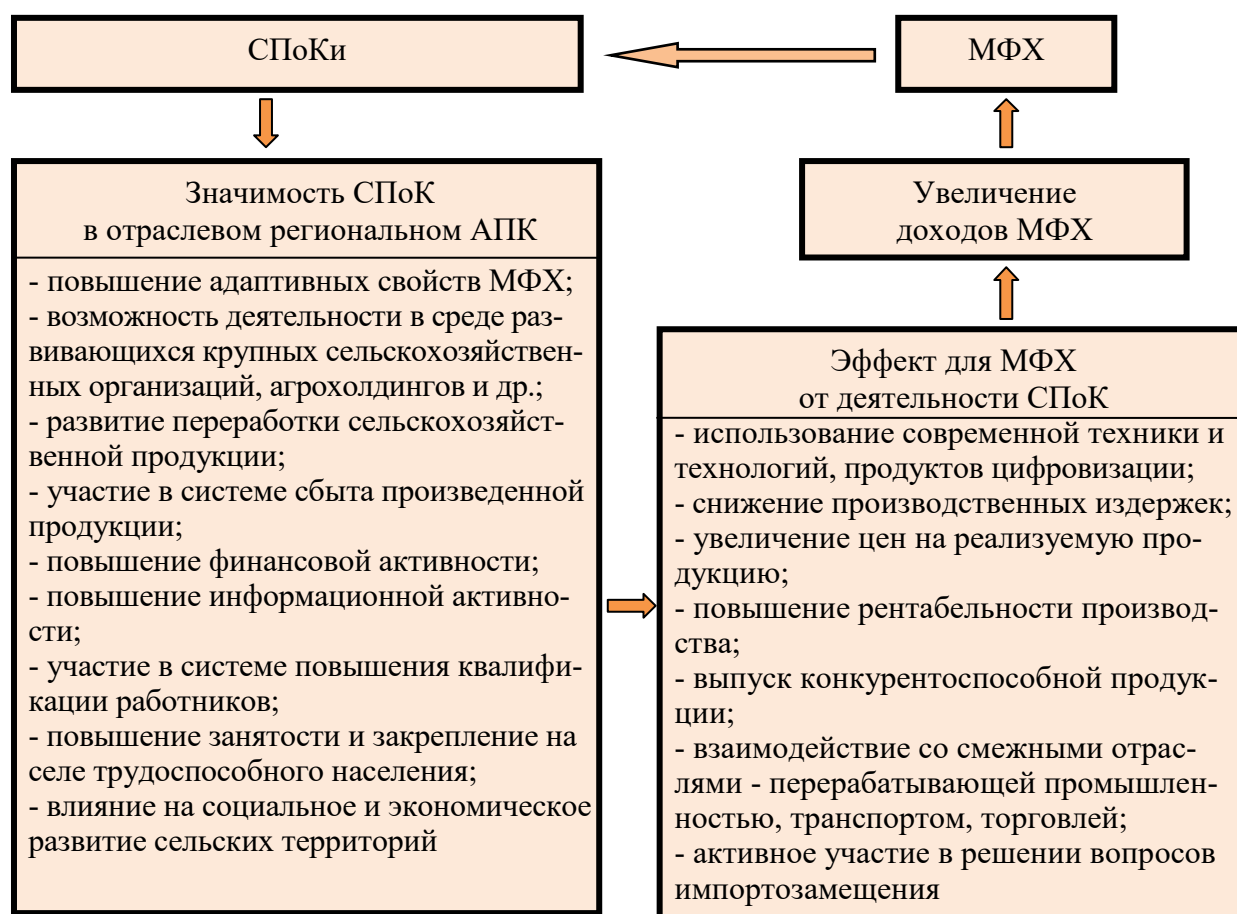 СПоКи
МФХ
Значимость СПоК
в отраслевом региональном АПК
- повышение адаптивных свойств МФХ;
- возможность деятельности в среде раз-
вивающихся крупных сельскохозяйствен-
ных организаций, агрохолдингов и др.;
- развитие переработки сельскохозяйст-
венной продукции;
- участие в системе сбыта произведенной
продукции;
- повышение финансовой активности;
- повышение информационной активно-
сти;
- участие в системе повышения квалифи-
кации работников;
- повышение занятости и закрепление на
селе трудоспособного населения;
- влияние на социальное и экономическое
развитие сельских территорий
Увеличение
доходов МФХ
Эффект для МФХ
от деятельности СПоК
- использование современной техники и
технологий, продуктов цифровизации;
- снижение производственных издержек;
- увеличение цен на реализуемую про-
дукцию;
- повышение рентабельности производ-
ства;
- выпуск конкурентоспособной продук-
ции;
- взаимодействие со смежными отрас-
лями - перерабатывающей промышлен-
ностью, транспортом, торговлей;
- активное участие в решении вопросов
импортозамещения